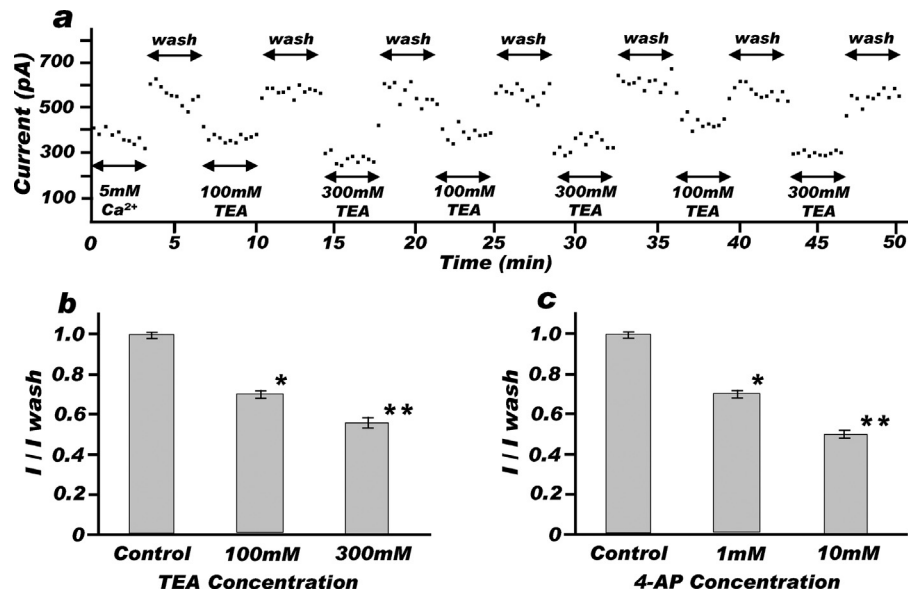 a
wash wash wash wash wash wash wash
Current (pA)
700
500
300
100
5mM 100mM 300mM 100mM 300mM 100mM 300mM
Ca²⁺ TEA TEA TEA TEA TEA TEA
0 5 10 15 20 25 30 35 40 45 50
Time (min)
b
I / I wash
1.0
0.8
0.6
0.4
0.2
0
*
**
Control 100mM 300mM
TEA Concentration
c
I / I wash
1.0
0.8
0.6
0.4
0.2
0
*
**
Control 1mM 10mM
4-AP Concentration